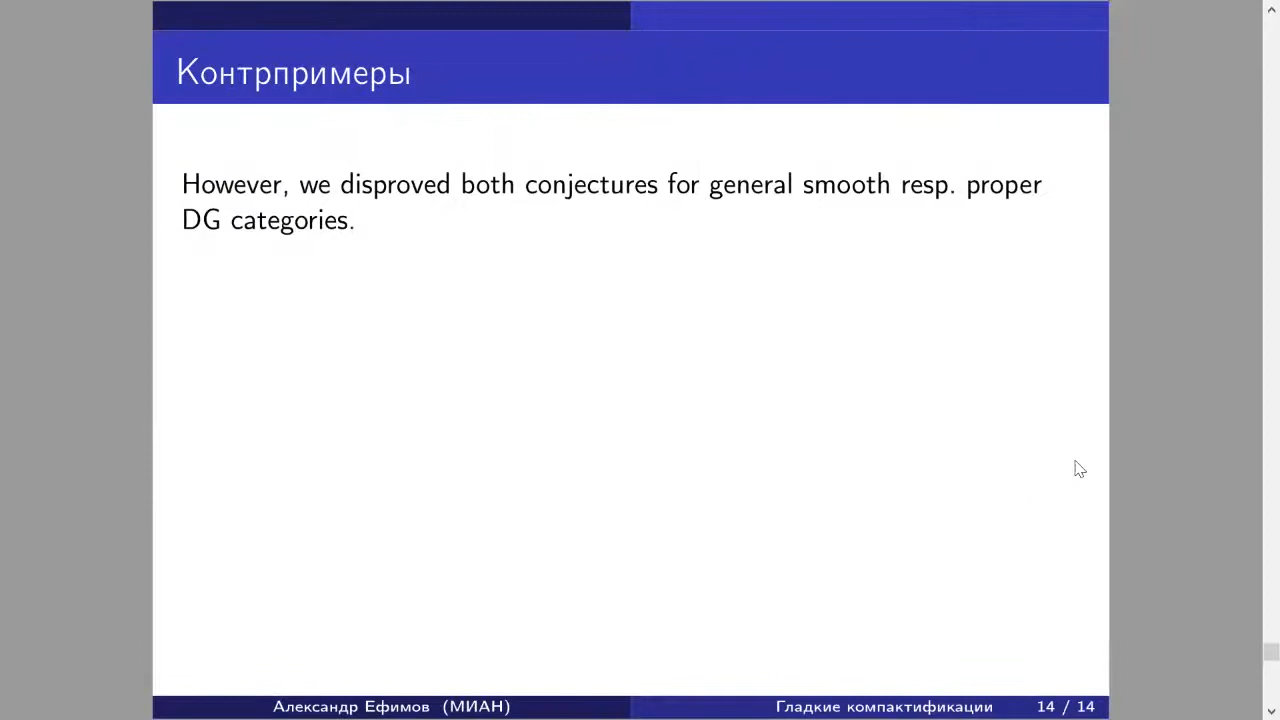 Контрпримеры
However, we disproved both conjectures for general smooth resp. proper
DG categories.
Александр Ефимов (МИАН) Гладкие компактификации 14 / 14